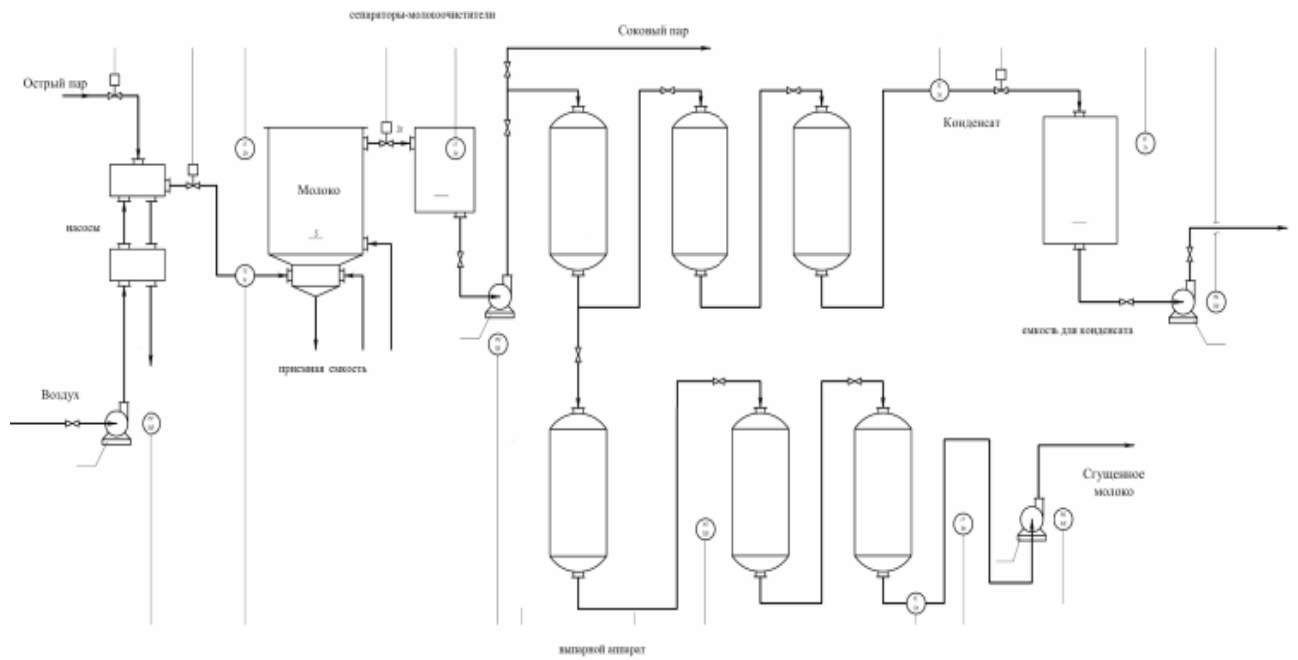 сепараторы-молокоочистители
Соковый пар
Острый пар
Конденсат
Молоко
5
насосы
емкость для конденсата
приемная емкость
Воздух
Сгущенное
молоко
выпарной аппарат